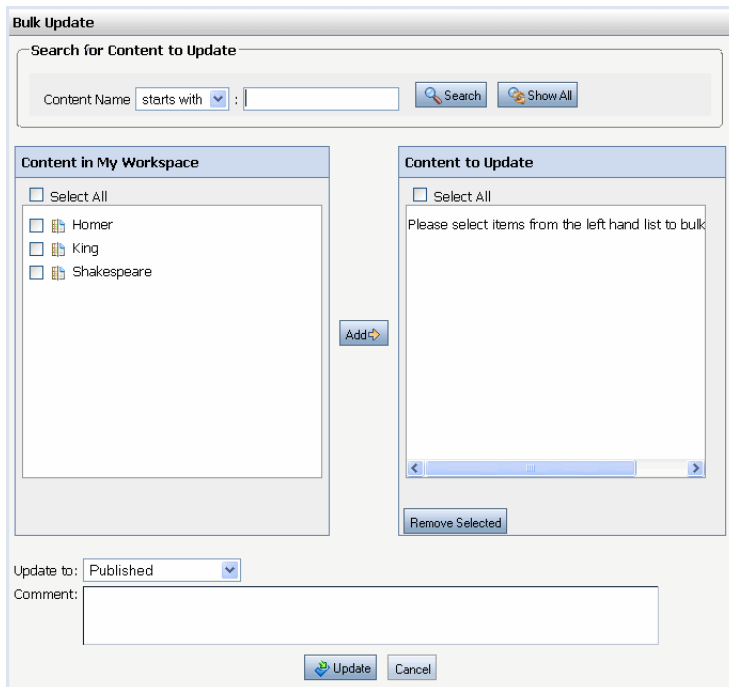 Bulk Update
Search for Content to Update
Content Name starts with : Search Show All
Content in My Workspace
Select All
Homer
King
Shakespeare
Add
Content to Update
Select All
Please select items from the left hand list to bulk
Remove Selected
Update to: Published
Comment:
Update Cancel